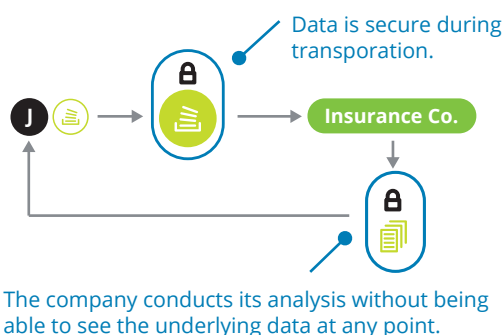 Data is secure during
transporation.
J
Insurance Co.
The company conducts its analysis without being
able to see the underlying data at any point.